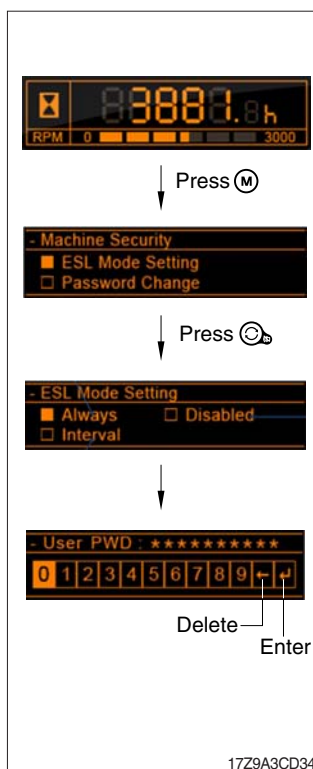 3881. h
RPM 0 3000
Press M
- Machine Security
■ ESL Mode Setting
□ Password Change
Press
- ESL Mode Setting
■ Always □ Disabled
□ Interval
- User PWD : **********
0 1 2 3 4 5 6 7 8 9 ← ↵
Delete
Enter
17Z9A3CD34